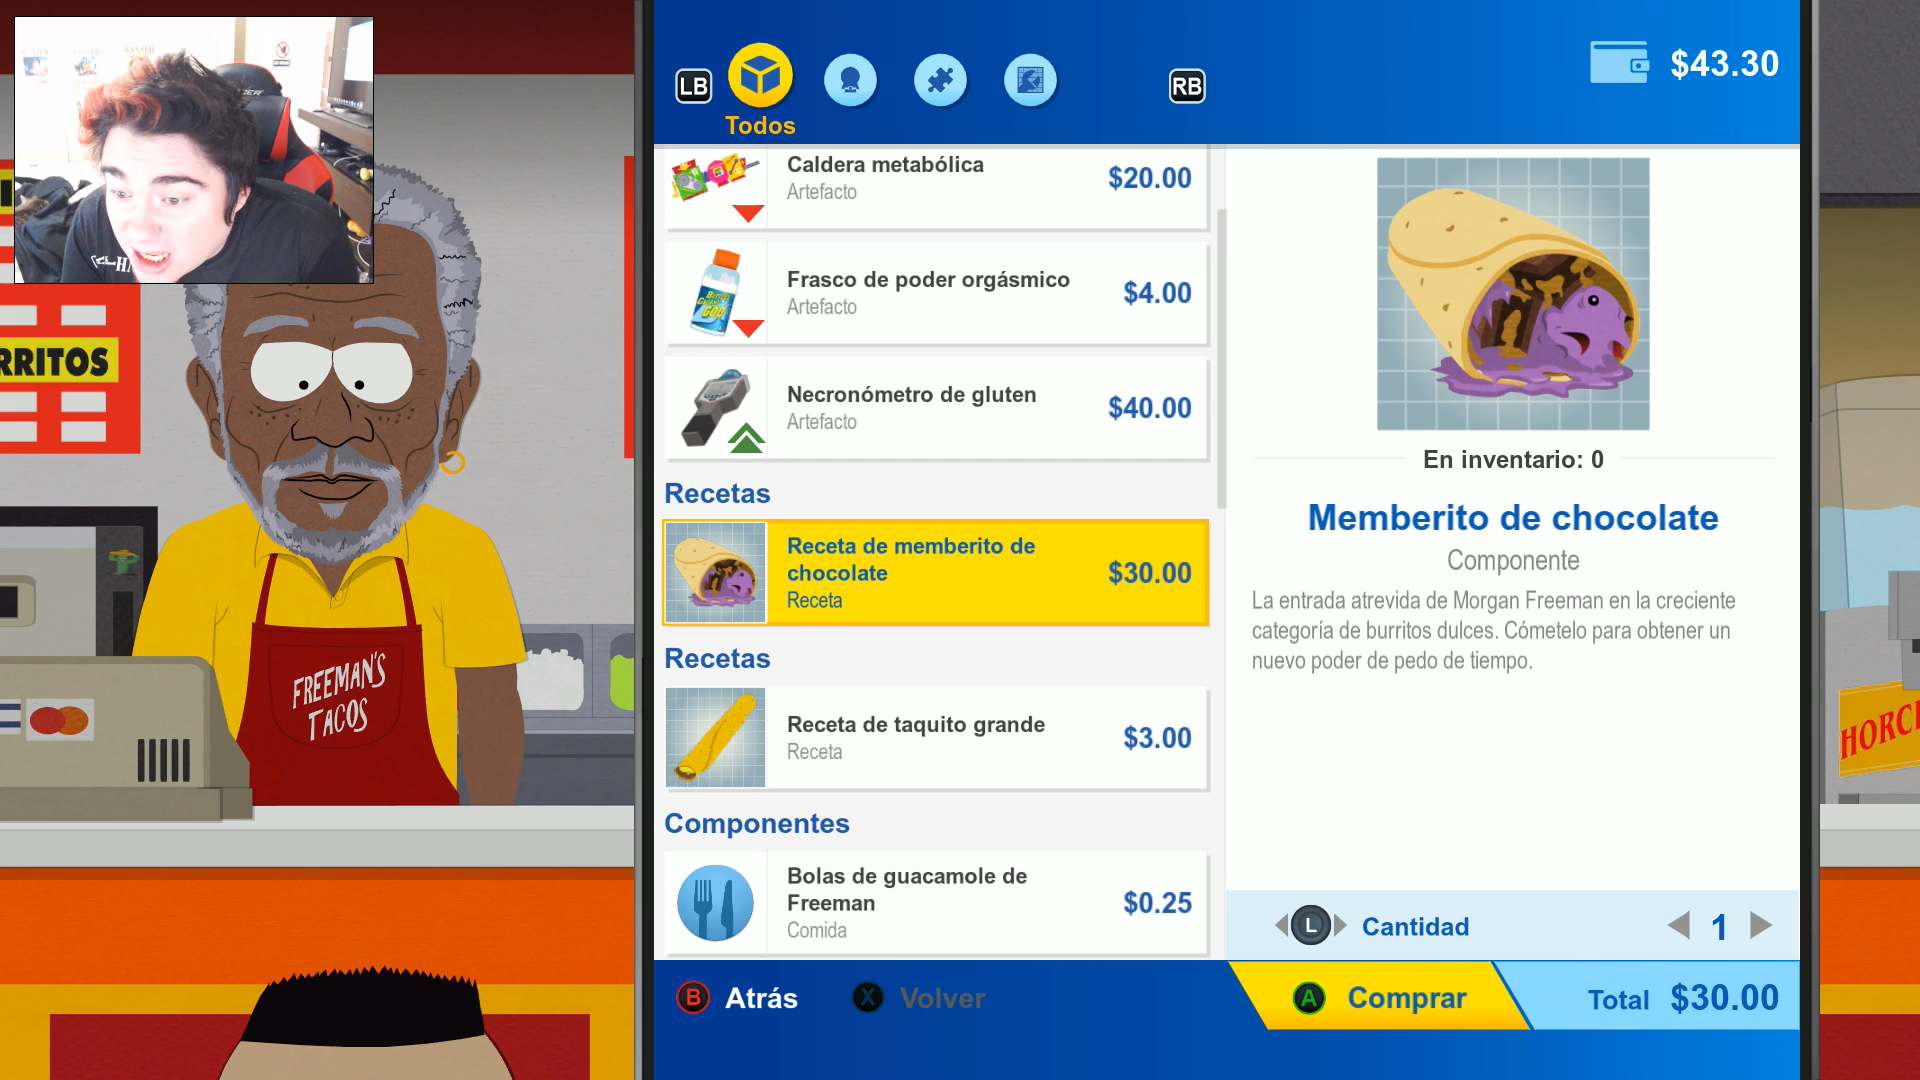 LB
RB
Todos
$43.30
Caldera metabólica
Artefacto
$20.00
Frasco de poder orgásmico
Artefacto
$4.00
Necronómetro de gluten
Artefacto
$40.00
Recetas
Receta de memberito de
chocolate
Receta
$30.00
Recetas
Receta de taquito grande
Receta
$3.00
Componentes
Bolas de guacamole de
Freeman
Comida
$0.25
En inventario: 0
Memberito de chocolate
Componente
La entrada atrevida de Morgan Freeman en la creciente
categoría de burritos dulces. Cómetelo para obtener un
nuevo poder de pedo de tiempo.
L Cantidad 1
B Atrás
X Volver
A Comprar
Total $30.00
RRITOS
FREEMAN'S
TACOS
HORC